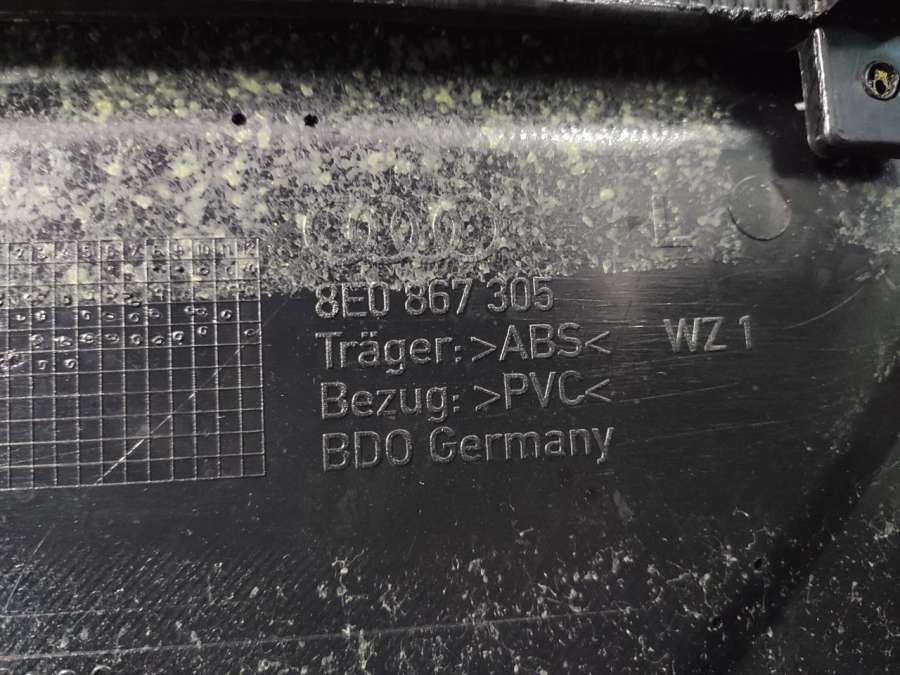 L
8E0 867 305
Träger: >ABS< WZ 1
Bezug: >PVC<
BDO Germany